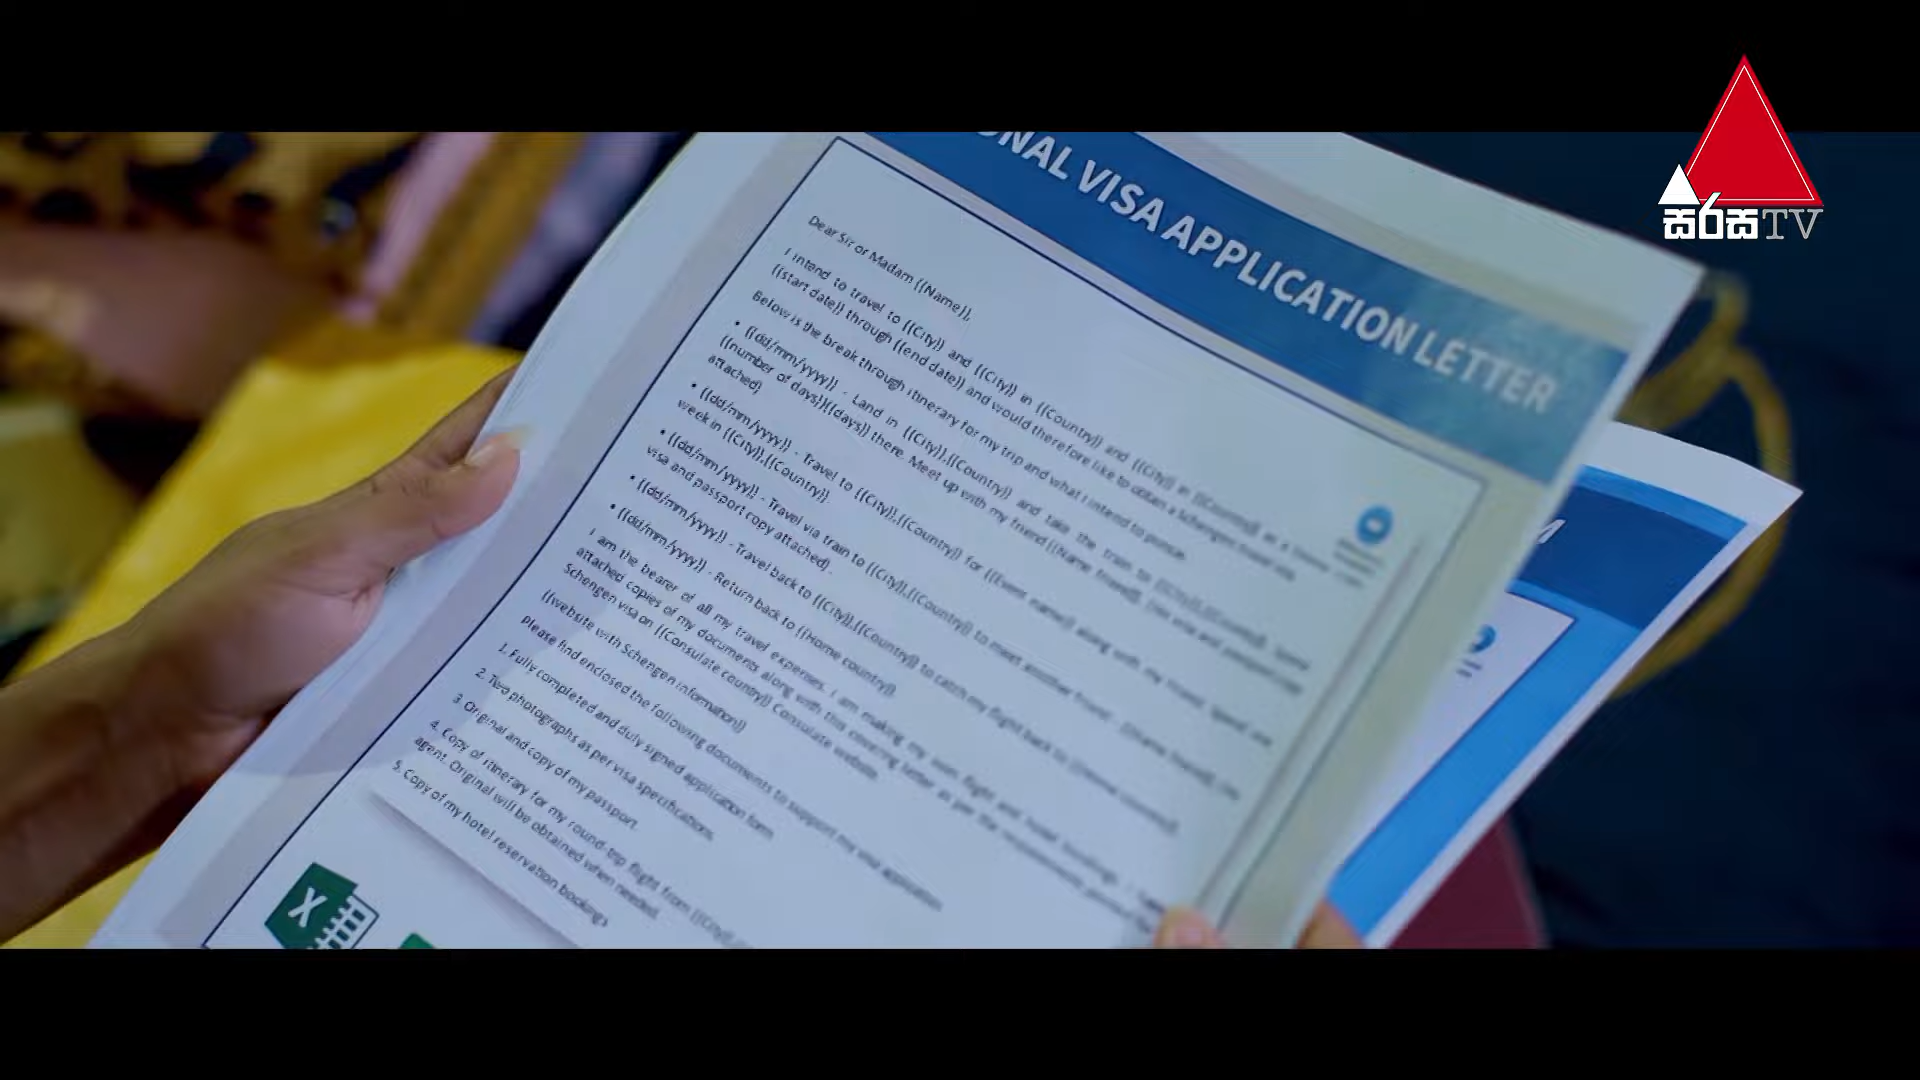 සිරස TV
ONAL VISA APPLICATION LETTER
Dear Sir or Madam {{Name}},
I intend to travel to {{City}} and {{City}} in {{Country}} and {{City}} in {{Country}} as a
{{start date}} through {{end date}} and would therefore like to obtain a Schengen
Below is the break through itinerary for my trip and what I intend to
• {{dd/mm/yyyy}} - Land in {{City}},{{Country}} and take the train to {{City}},
{{number of days}}{{days}} there. Meet up with my friend {{Name friend}}.
attached)
• {{dd/mm/yyyy}} - Travel to {{City}},{{Country}} for {{Event name}} along with my friend,
week in {{City}},{{Country}}.
• {{dd/mm/yyyy}} - Travel via train to {{City}},{{Country}} to meet another friend -
visa and passport copy attached) -
• {{dd/mm/yyyy}} - Travel back to {{City}},{{Country}} to catch my flight back to
• {{dd/mm/yyyy}} - Return back to {{Home country}}
I am the bearer of all my travel expenses. I am making my own flight and hotel bookings. I
attached copies of my documents along with this covering letter as per the
Schengen visa on {{Consulate country}} Consulate website.
{{website with Schengen information}}
Please find enclosed the following documents to support my visa application
1. Fully completed and duly signed application form
2. Two photographs as per visa specifications.
3. Original and copy of my passport.
4. Copy of itinerary for my round-trip flight from {{City}}
agent. Original will be obtained when needed.
5. Copy of my hotel reservation bookings
X
M